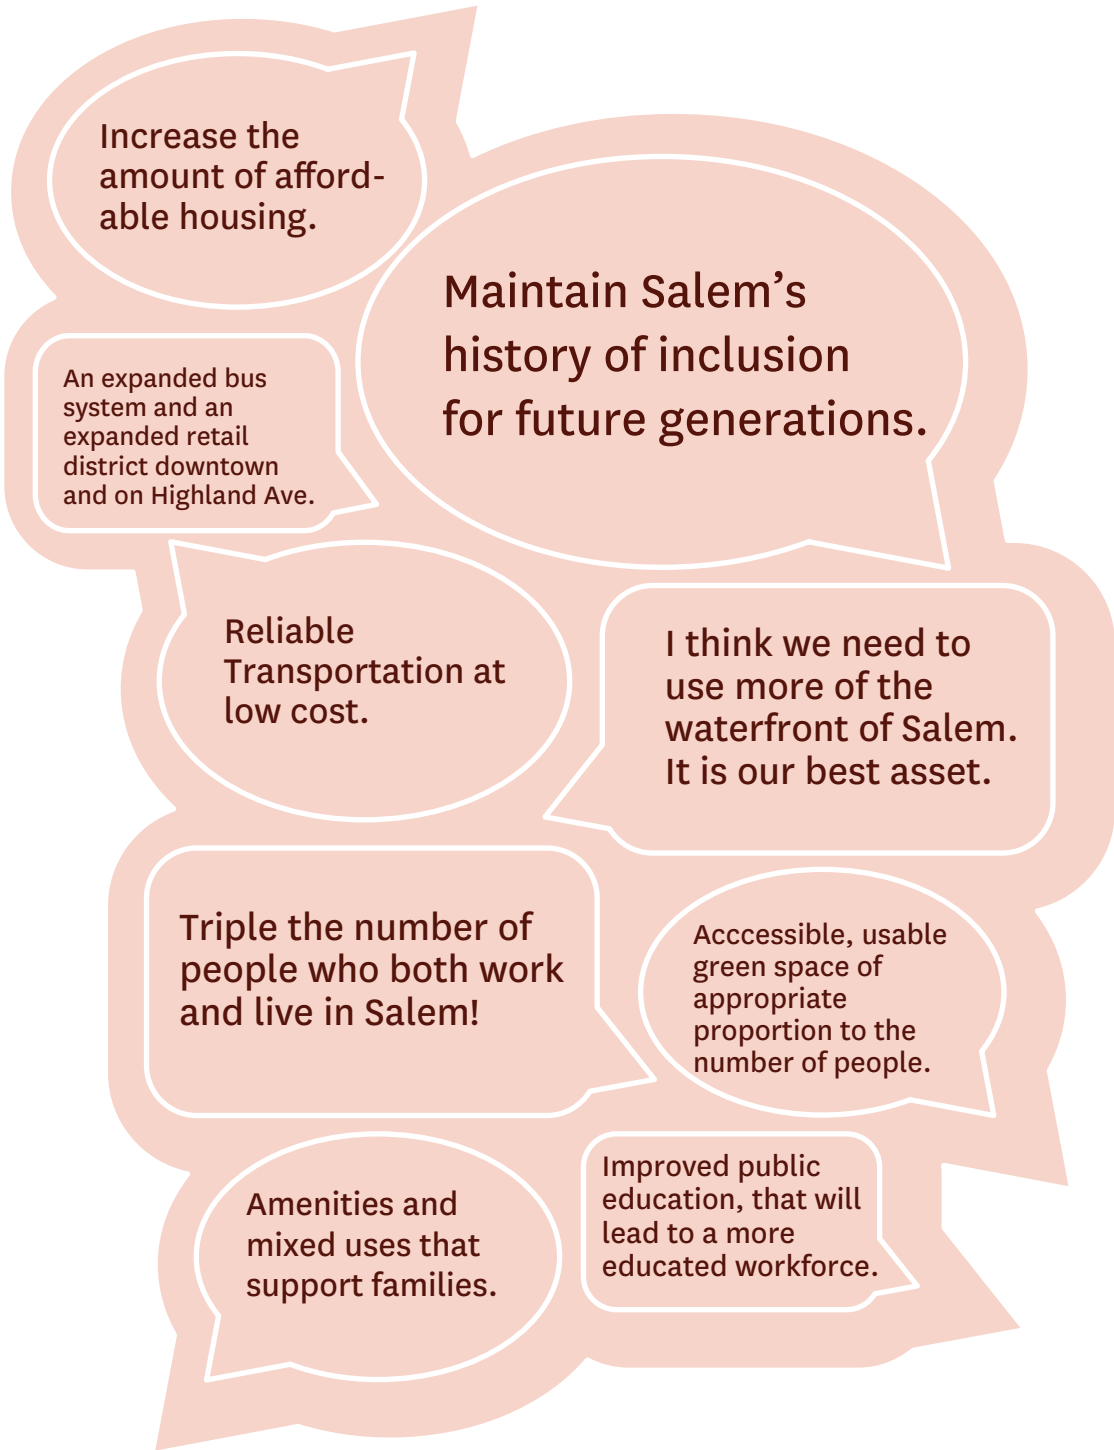 Increase the
amount of afford-
able housing.
Maintain Salem’s
history of inclusion
for future generations.
An expanded bus
system and an
expanded retail
district downtown
and on Highland Ave.
Reliable
Transportation at
low cost.
I think we need to
use more of the
waterfront of Salem.
It is our best asset.
Triple the number of
people who both work
and live in Salem!
Acccessible, usable
green space of
appropriate
proportion to the
number of people.
Amenities and
mixed uses that
support families.
Improved public
education, that will
lead to a more
educated workforce.